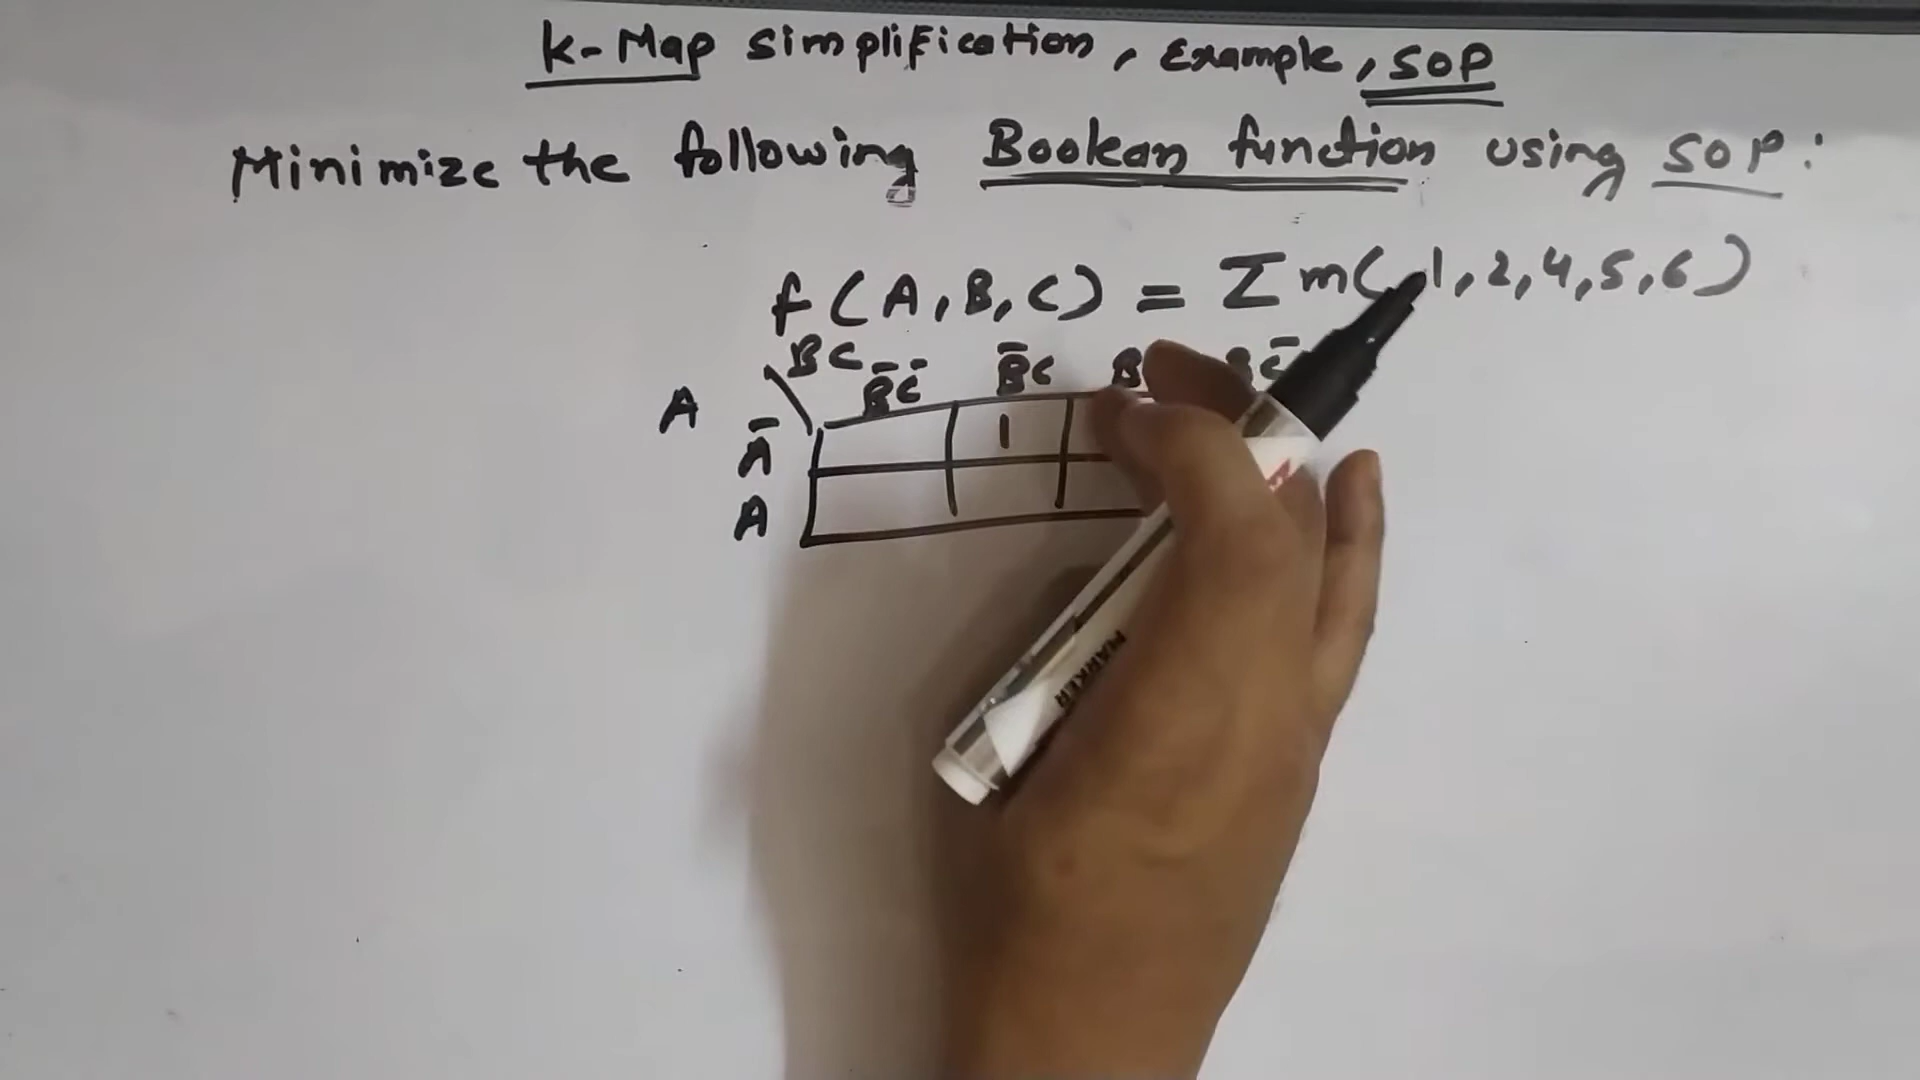 K-Map simplification, Example, SOP
Minimize the following Boolean function using SOP:
f(A,B,C) = Σm(1,2,4,5,6)
BC B̄C̄ B̄C B C̄
A
Ā 1
A
MARKER